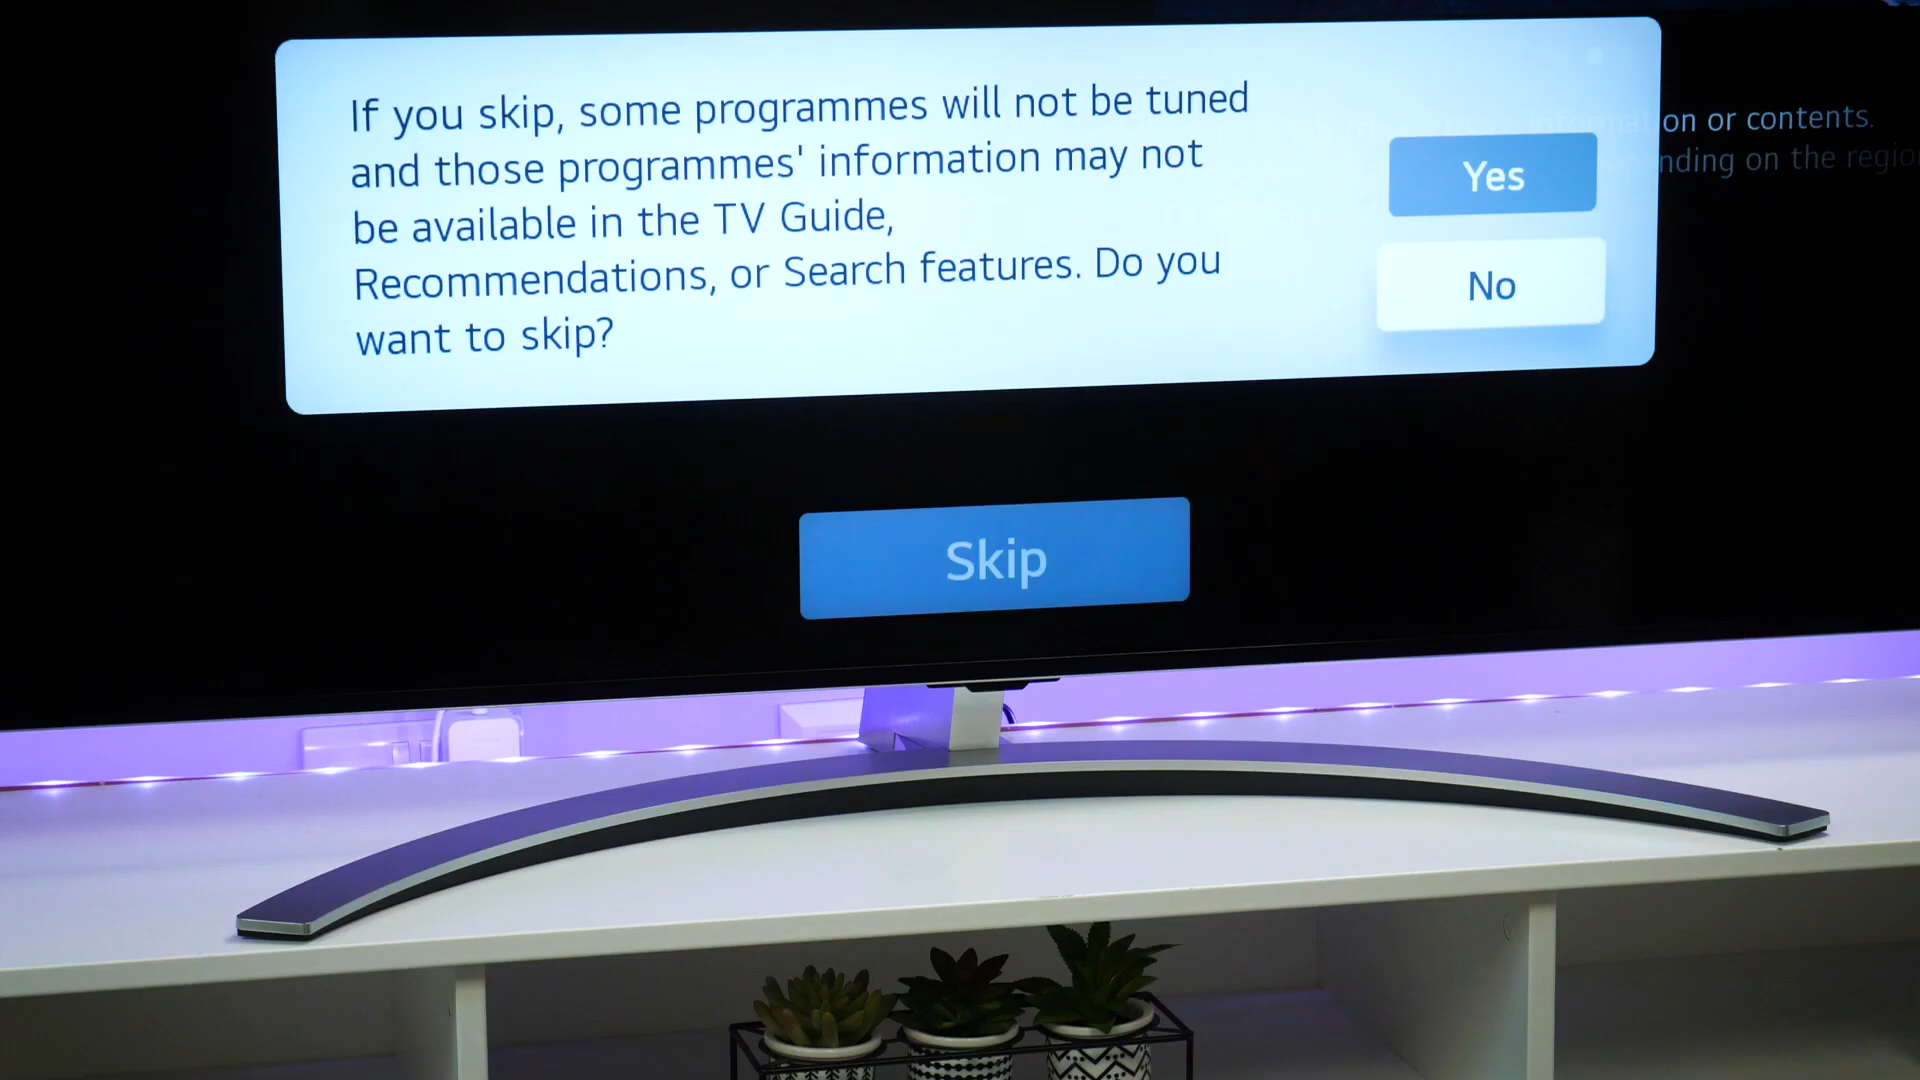 If you skip, some programmes will not be tuned
and those programmes' information may not
be available in the TV Guide,
Recommendations, or Search features. Do you
want to skip?
Yes
No
information or contents.
nding on the regio
Skip